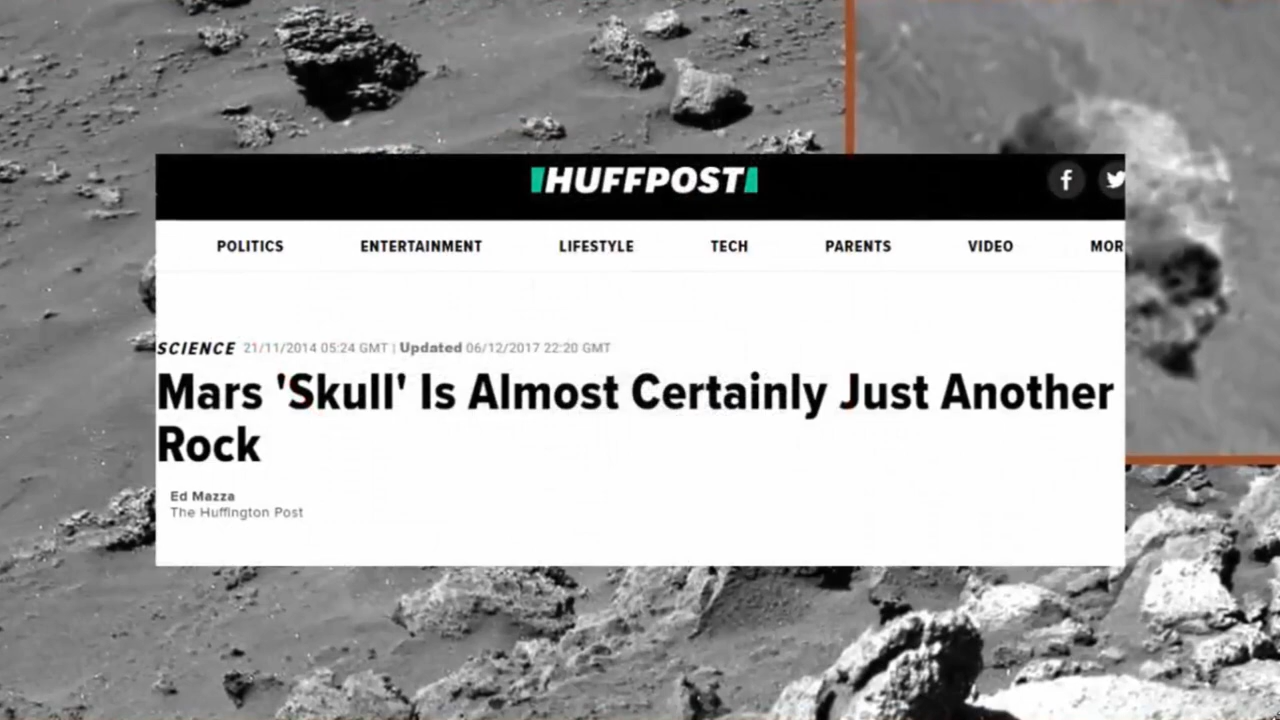 HUFFPOST
POLITICS ENTERTAINMENT LIFESTYLE TECH PARENTS VIDEO MOR
SCIENCE 21/11/2014 05:24 GMT | Updated 06/12/2017 22:20 GMT
Mars 'Skull' Is Almost Certainly Just Another
Rock
Ed Mazza
The Huffington Post